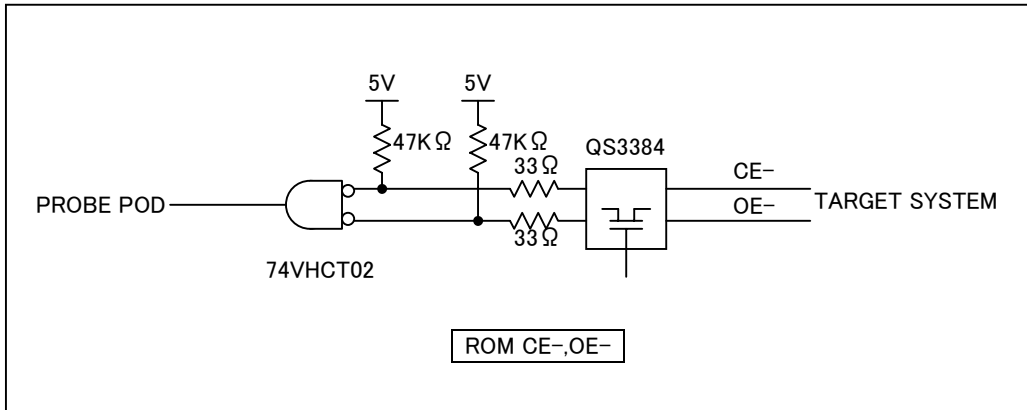 5V 5V
47KΩ 47KΩ
QS3384
33Ω
CE-
PROBE POD
OE-
TARGET SYSTEM
33Ω
74VHCT02
ROM CE-,OE-